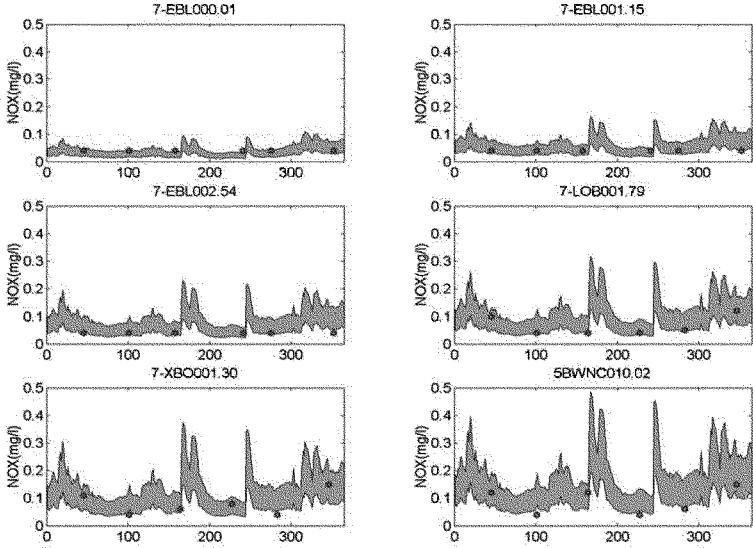 7-EBL000.01
7-EBL001.15
NOX(mg/l)
0.5
0.4
0.3
0.2
0.1
0
0 100 200 300
NOX(mg/l)
0.5
0.4
0.3
0.2
0.1
0
0 100 200 300
7-EBL002.54
7-LOB001.79
NOX(mg/l)
0.5
0.4
0.3
0.2
0.1
0
0 100 200 300
NOX(mg/l)
0.5
0.4
0.3
0.2
0.1
0
0 100 200 300
7-XBO001.30
5BWNC010.02
NOX(mg/l)
0.5
0.4
0.3
0.2
0.1
0
0 100 200 300
NOX(mg/l)
0.5
0.4
0.3
0.2
0.1
0
0 100 200 300